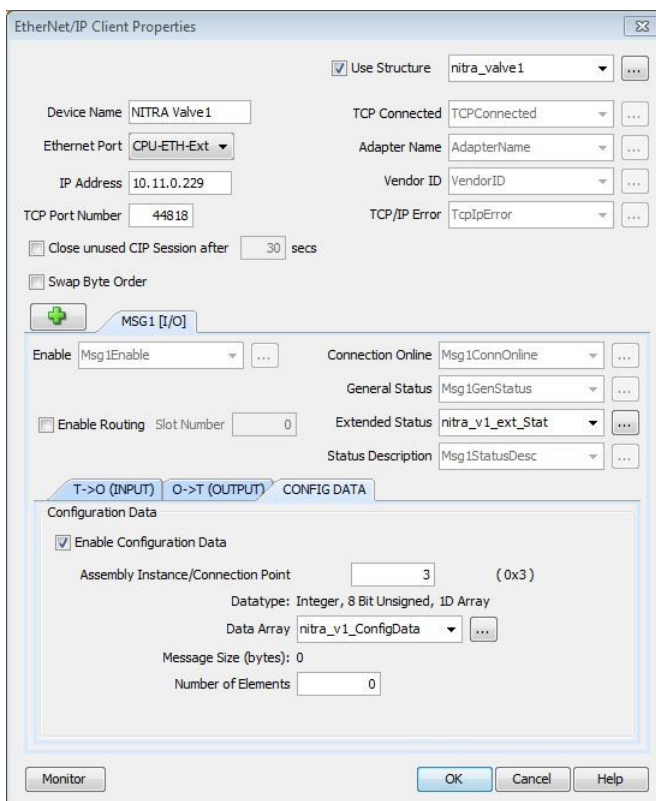 EtherNet/IP Client Properties
Use Structure nitra_valve1 ...
Device Name NITRA Valve1 TCP Connected TCPConnected ...
Ethernet Port CPU-ETH-Ext Adapter Name AdapterName ...
IP Address 10.11.0.229 Vendor ID VendorID ...
TCP Port Number 44818 TCP/IP Error TcpIpError ...
Close unused CIP Session after 30 secs
Swap Byte Order
MSG1 [I/O]
Enable Msg1Enable ... Connection Online Msg1ConnOnline ...
General Status Msg1GenStatus ...
Enable Routing Slot Number 0 Extended Status nitra_v1_ext_Stat ...
Status Description Msg1StatusDesc ...
T->O (INPUT) O->T (OUTPUT) CONFIG DATA
Configuration Data
Enable Configuration Data
Assembly Instance/Connection Point 3 (0x3)
Datatype: Integer, 8 Bit Unsigned, 1D Array
Data Array nitra_v1_ConfigData ...
Message Size (bytes): 0
Number of Elements 0
Monitor OK Cancel Help